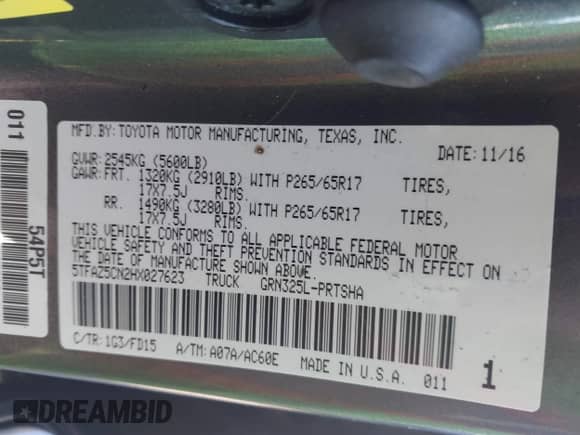 MFD.BY:TOYOTA MOTOR MANUFACTURING, TEXAS, INC.
GVWR:2545KG (5600LB) DATE:11/16
GAWR:FRT. 1320KG (2910LB) WITH P265/65R17 TIRES,
17X7.5J RIMS.
RR. 1490KG (3280LB) WITH P265/65R17 TIRES,
17X7.5J RIMS.
THIS VEHICLE CONFORMS TO ALL APPLICABLE FEDERAL MOTOR
VEHICLE SAFETY AND THEFT PREVENTION STANDARDS IN EFFECT ON
THE DATE OF MANUFACTURE SHOWN ABOVE.
5TFAZ5CN2HX027623 TRUCK GRN325L-PRTSHA
C/TR:1G3/FD15 A/TM:A07A/AC60E MADE IN U.S.A. 011
1
011
54P5T
DREAMBID